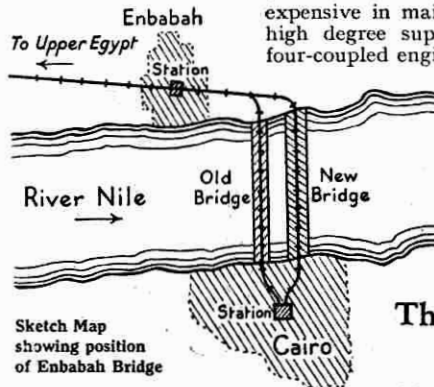 Enbabah
expensive in mai
high degree sup
four-coupled eng
To Upper Egypt
Station
Old Bridge
New Bridge
River Nile
Station
Cairo
Sketch Map
showing position
of Enbabah Bridge
Th